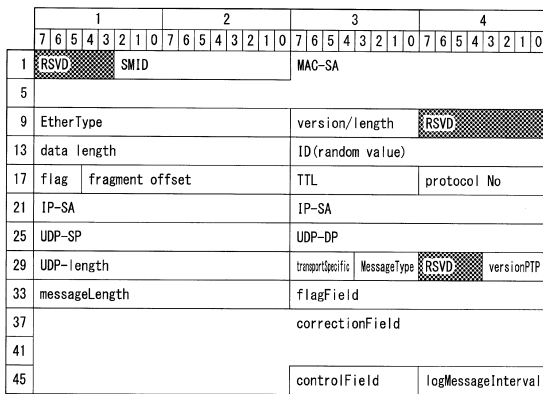 1 2 3 4
7 6 5 4 3 2 1 0 7 6 5 4 3 2 1 0 7 6 5 4 3 2 1 0 7 6 5 4 3 2 1 0
1 RSVD SMID MAC-SA
5
9 EtherType version/length RSVD
13 data length ID(random value)
17 flag fragment offset TTL protocol No
21 IP-SA IP-SA
25 UDP-SP UDP-DP
29 UDP-length transportSpecific MessageType RSVD versionPTP
33 messageLength flagField
37 correctionField
41
45 controlField logMessageInterval